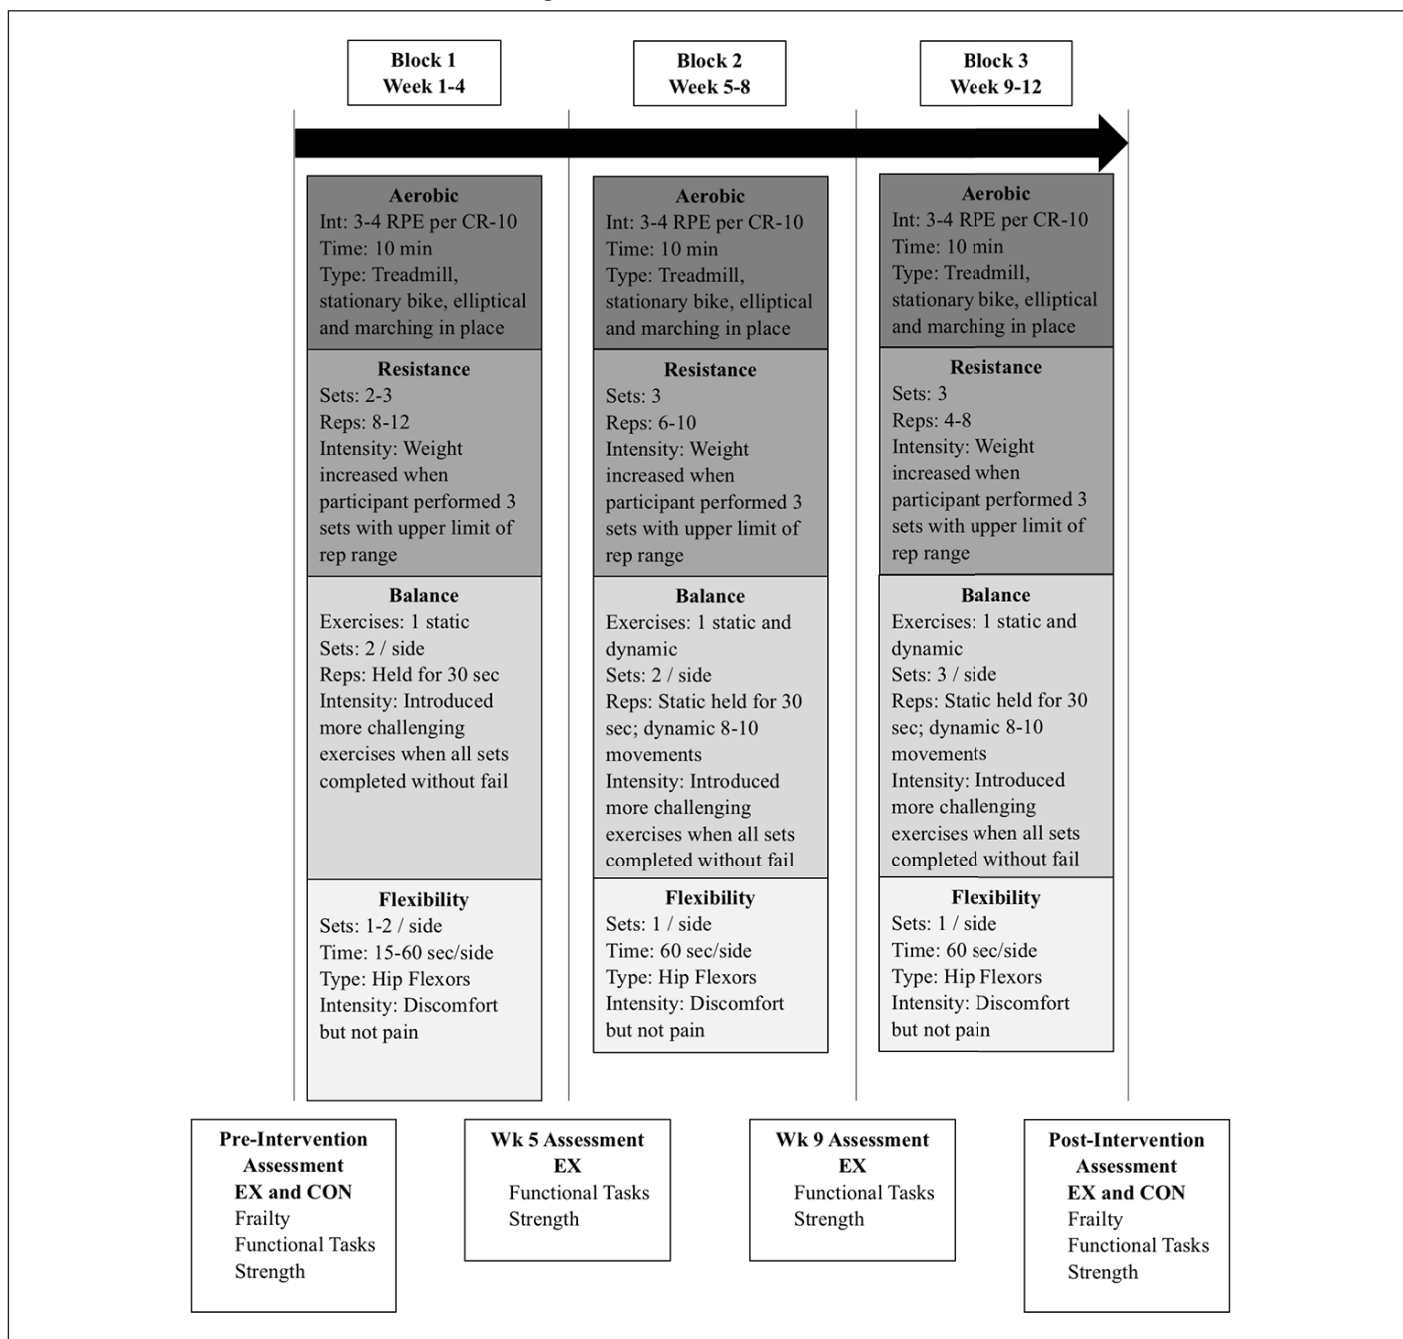 Block 1
Week 1-4
Block 2
Week 5-8
Block 3
Week 9-12
Aerobic
Int: 3-4 RPE per CR-10
Time: 10 min
Type: Treadmill,
stationary bike, elliptical
and marching in place
Resistance
Sets: 2-3
Reps: 8-12
Intensity: Weight
increased when
participant performed 3
sets with upper limit of
rep range
Balance
Exercises: 1 static
Sets: 2 / side
Reps: Held for 30 sec
Intensity: Introduced
more challenging
exercises when all sets
completed without fail
Flexibility
Sets: 1-2 / side
Time: 15-60 sec/side
Type: Hip Flexors
Intensity: Discomfort
but not pain
Aerobic
Int: 3-4 RPE per CR-10
Time: 10 min
Type: Treadmill,
stationary bike, elliptical
and marching in place
Resistance
Sets: 3
Reps: 6-10
Intensity: Weight
increased when
participant performed 3
sets with upper limit of
rep range
Balance
Exercises: 1 static and
dynamic
Sets: 2 / side
Reps: Static held for 30
sec; dynamic 8-10
movements
Intensity: Introduced
more challenging
exercises when all sets
completed without fail
Flexibility
Sets: 1 / side
Time: 60 sec/side
Type: Hip Flexors
Intensity: Discomfort
but not pain
Aerobic
Int: 3-4 RPE per CR-10
Time: 10 min
Type: Treadmill,
stationary bike, elliptical
and marching in place
Resistance
Sets: 3
Reps: 4-8
Intensity: Weight
increased when
participant performed 3
sets with upper limit of
rep range
Balance
Exercises: 1 static and
dynamic
Sets: 3 / side
Reps: Static held for 30
sec; dynamic 8-10
movements
Intensity: Introduced
more challenging
exercises when all sets
completed without fail
Flexibility
Sets: 1 / side
Time: 60 sec/side
Type: Hip Flexors
Intensity: Discomfort
but not pain
Pre-Intervention
Assessment
EX and CON
Frailty
Functional Tasks
Strength
Wk 5 Assessment
EX
Functional Tasks
Strength
Wk 9 Assessment
EX
Functional Tasks
Strength
Post-Intervention
Assessment
EX and CON
Frailty
Functional Tasks
Strength